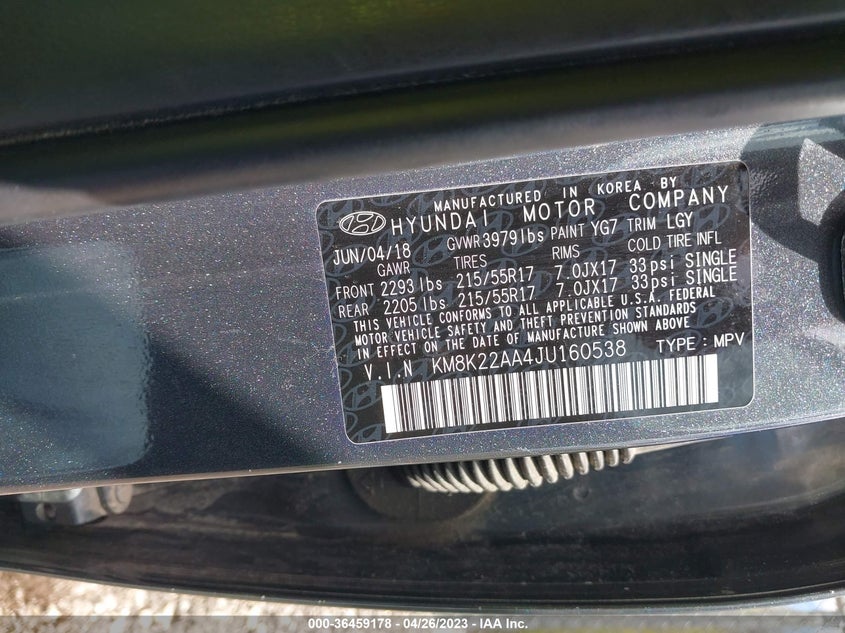 MANUFACTURED IN KOREA BY
HYUNDAI MOTOR COMPANY
JUN/04/18 GVWR 3979lbs PAINT YG7 TRIM LGY
GAWR TIRES RIMS COLD TIRE INFL
FRONT 2293 lbs 215/55R17 7.0JX17 33psi SINGLE
REAR 2205 lbs 215/55R17 7.0JX17 33psi SINGLE
THIS VEHICLE CONFORMS TO ALL APPLICABLE U.S.A. FEDERAL
MOTOR VEHICLE SAFETY AND THEFT PREVENTION STANDARDS
IN EFFECT ON THE DATE OF MANUFACTURE SHOWN ABOVE
V.I.N KM8K22AA4JU160538 TYPE : MPV
000-36459178 - 04/26/2023 - IAAI - Copart, Inc.